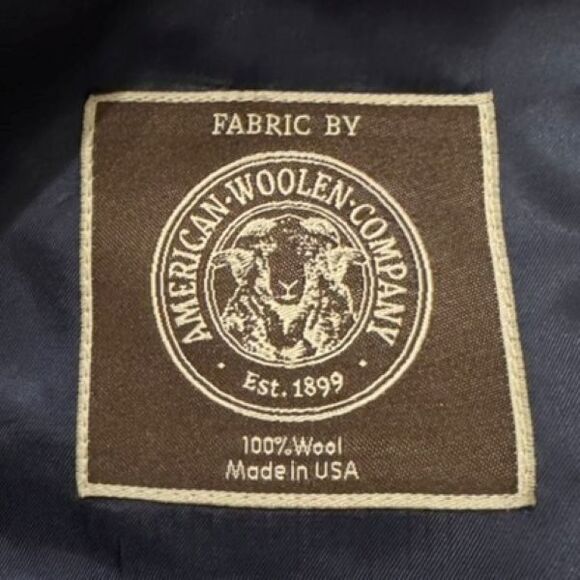 FABRIC BY
AMERICAN·WOOLEN·COMPANY
· Est. 1899 ·
100% Wool
Made in USA